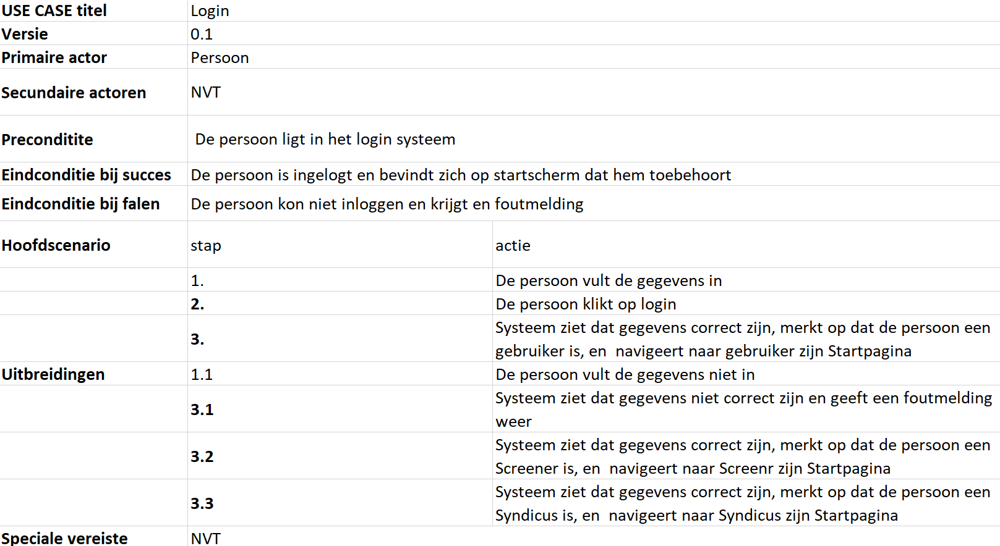 USE CASE titel Login
Versie 0.1
Primaire actor Persoon
Secundaire actoren NVT
Preconditite De persoon ligt in het login systeem
Eindconditie bij succes De persoon is ingelogt en bevindt zich op startscherm dat hem toebehoort
Eindconditie bij falen De persoon kon niet inloggen en krijgt en foutmelding
Hoofdscenario stap actie
1. De persoon vult de gegevens in
2. De persoon klikt op login
3. Systeem ziet dat gegevens correct zijn, merkt op dat de persoon een
gebruiker is, en  navigeert naar gebruiker zijn Startpagina
Uitbreidingen 1.1 De persoon vult de gegevens niet in
3.1 Systeem ziet dat gegevens niet correct zijn en geeft een foutmelding
weer
3.2 Systeem ziet dat gegevens correct zijn, merkt op dat de persoon een
Screener is, en  navigeert naar Screenr zijn Startpagina
3.3 Systeem ziet dat gegevens correct zijn, merkt op dat de persoon een
Syndicus is, en  navigeert naar Syndicus zijn Startpagina
Speciale vereiste NVT